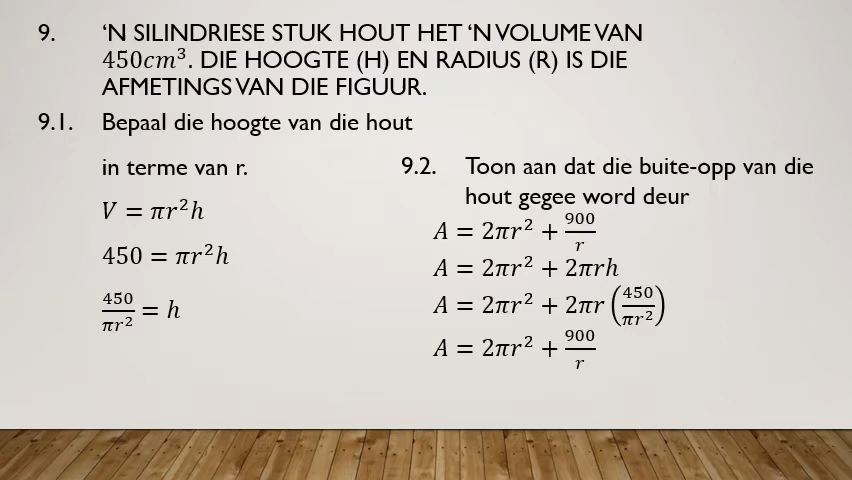 9. ‘N SILINDRIESE STUK HOUT HET ‘N VOLUME VAN
450cm³. DIE HOOGTE (H) EN RADIUS (R) IS DIE
AFMETINGS VAN DIE FIGUUR.
9.1. Bepaal die hoogte van die hout
in terme van r.
V = πr²h
450 = πr²h
450/πr² = h
9.2. Toon aan dat die buite-opp van die
hout gegee word deur
A = 2πr² + 900/r
A = 2πr² + 2πrh
A = 2πr² + 2πr(450/πr²)
A = 2πr² + 900/r